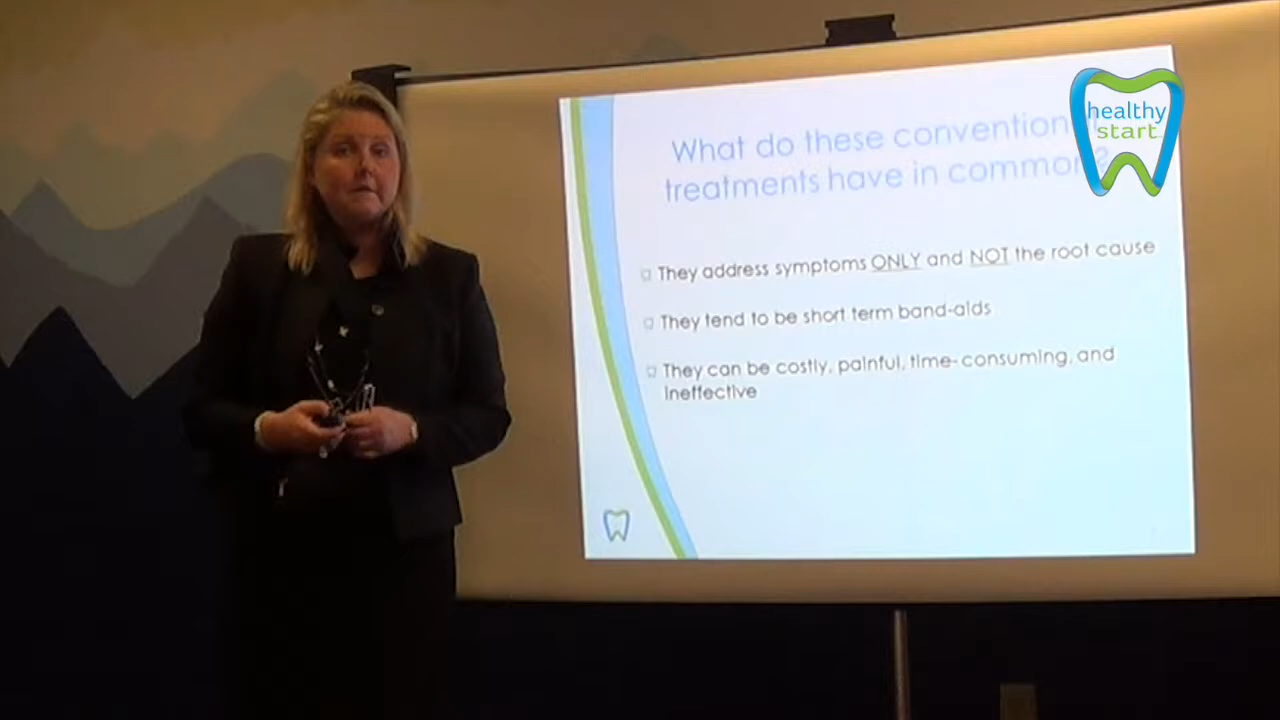 What do these convention
treatments have in common?
healthy
start
They address symptoms ONLY and NOT the root cause
They tend to be short term band-aids
They can be costly, painful, time-consuming, and
ineffective